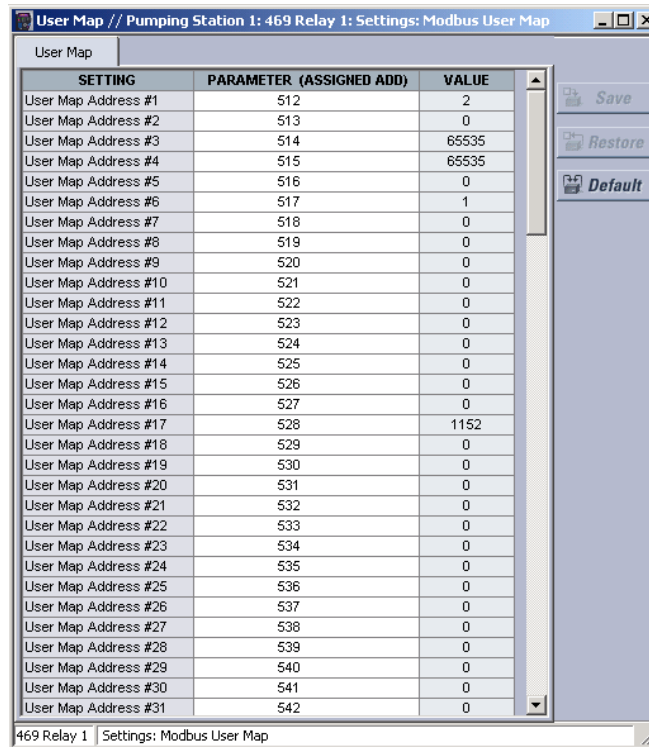 User Map // Pumping Station 1: 469 Relay 1: Settings: Modbus User Map
User Map
SETTING PARAMETER (ASSIGNED ADD) VALUE
User Map Address #1 512 2
User Map Address #2 513 0
User Map Address #3 514 65535
User Map Address #4 515 65535
User Map Address #5 516 0
User Map Address #6 517 1
User Map Address #7 518 0
User Map Address #8 519 0
User Map Address #9 520 0
User Map Address #10 521 0
User Map Address #11 522 0
User Map Address #12 523 0
User Map Address #13 524 0
User Map Address #14 525 0
User Map Address #15 526 0
User Map Address #16 527 0
User Map Address #17 528 1152
User Map Address #18 529 0
User Map Address #19 530 0
User Map Address #20 531 0
User Map Address #21 532 0
User Map Address #22 533 0
User Map Address #23 534 0
User Map Address #24 535 0
User Map Address #25 536 0
User Map Address #26 537 0
User Map Address #27 538 0
User Map Address #28 539 0
User Map Address #29 540 0
User Map Address #30 541 0
User Map Address #31 542 0
Save
Restore
Default
469 Relay 1 Settings: Modbus User Map